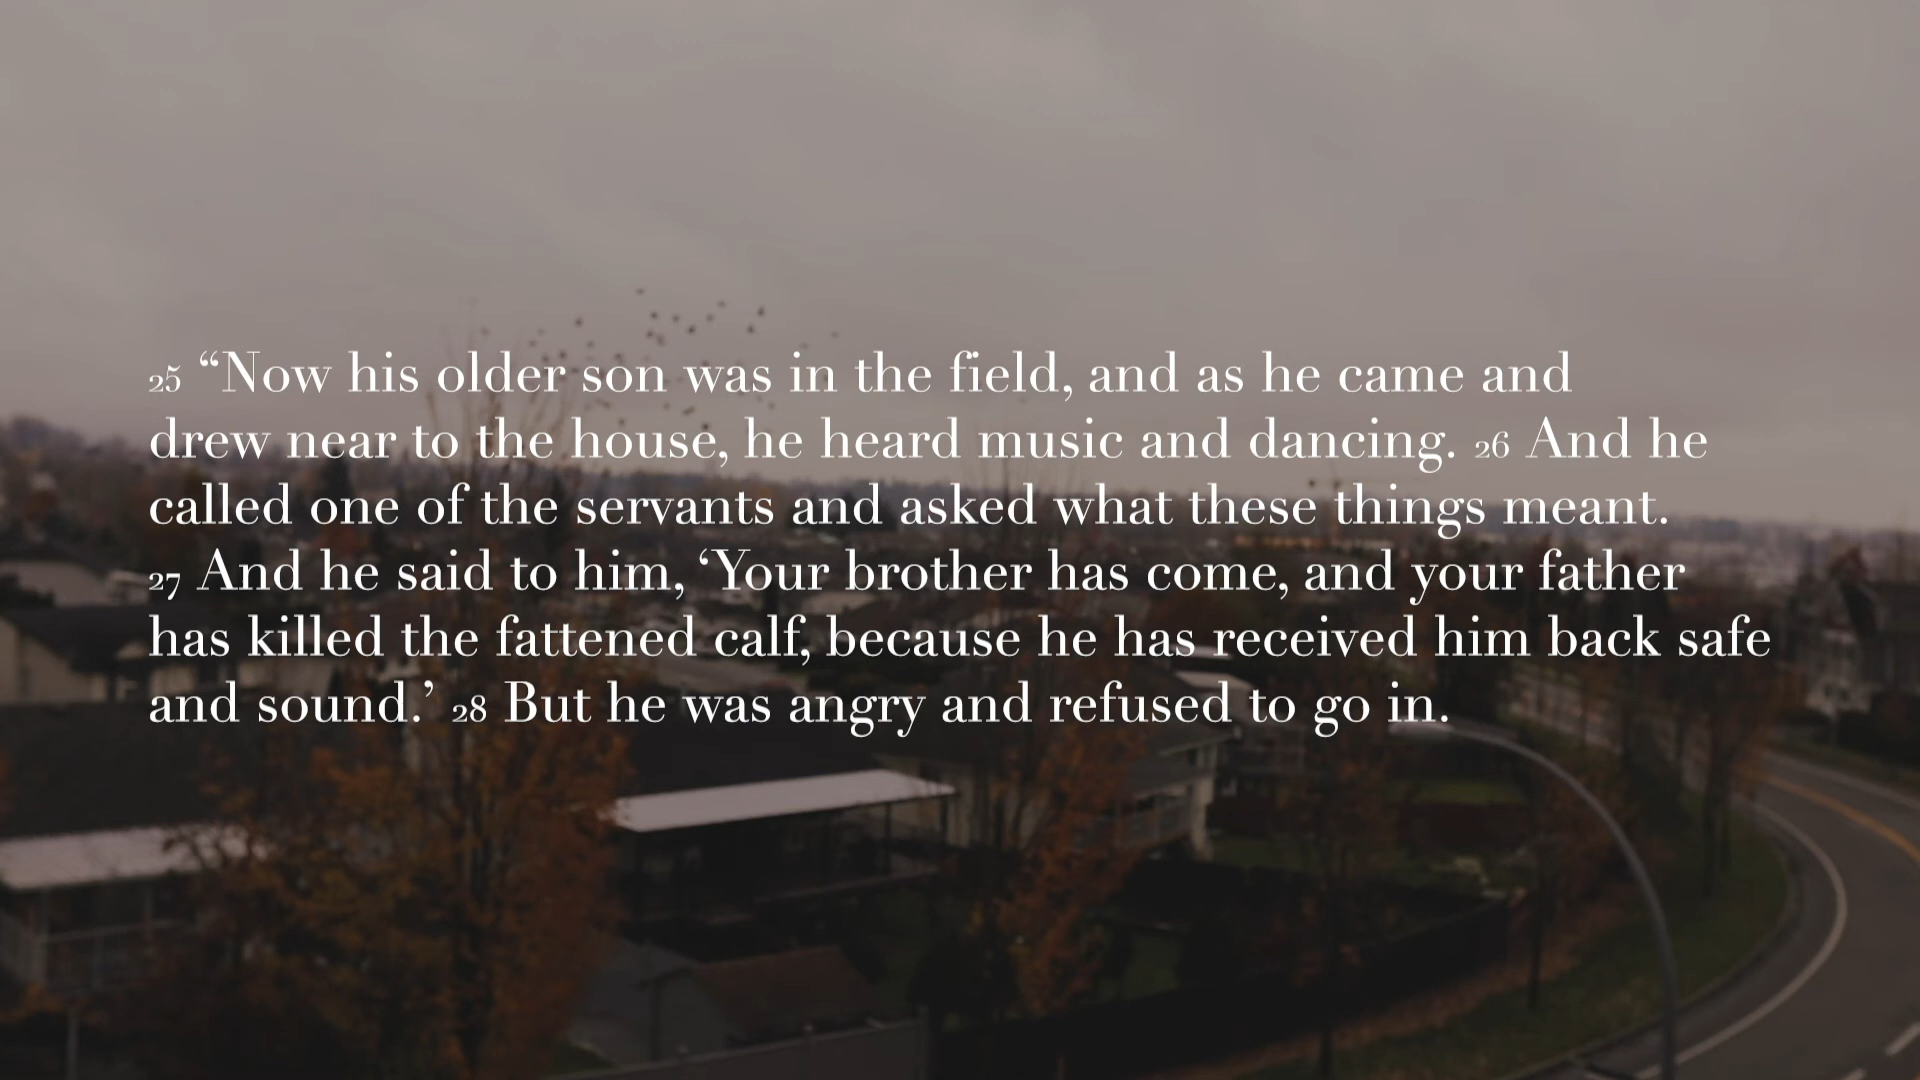 25 “Now his older son was in the field, and as he came and
drew near to the house, he heard music and dancing. 26 And he
called one of the servants and asked what these things meant.
27 And he said to him, ‘Your brother has come, and your father
has killed the fattened calf, because he has received him back safe
and sound.’ 28 But he was angry and refused to go in.